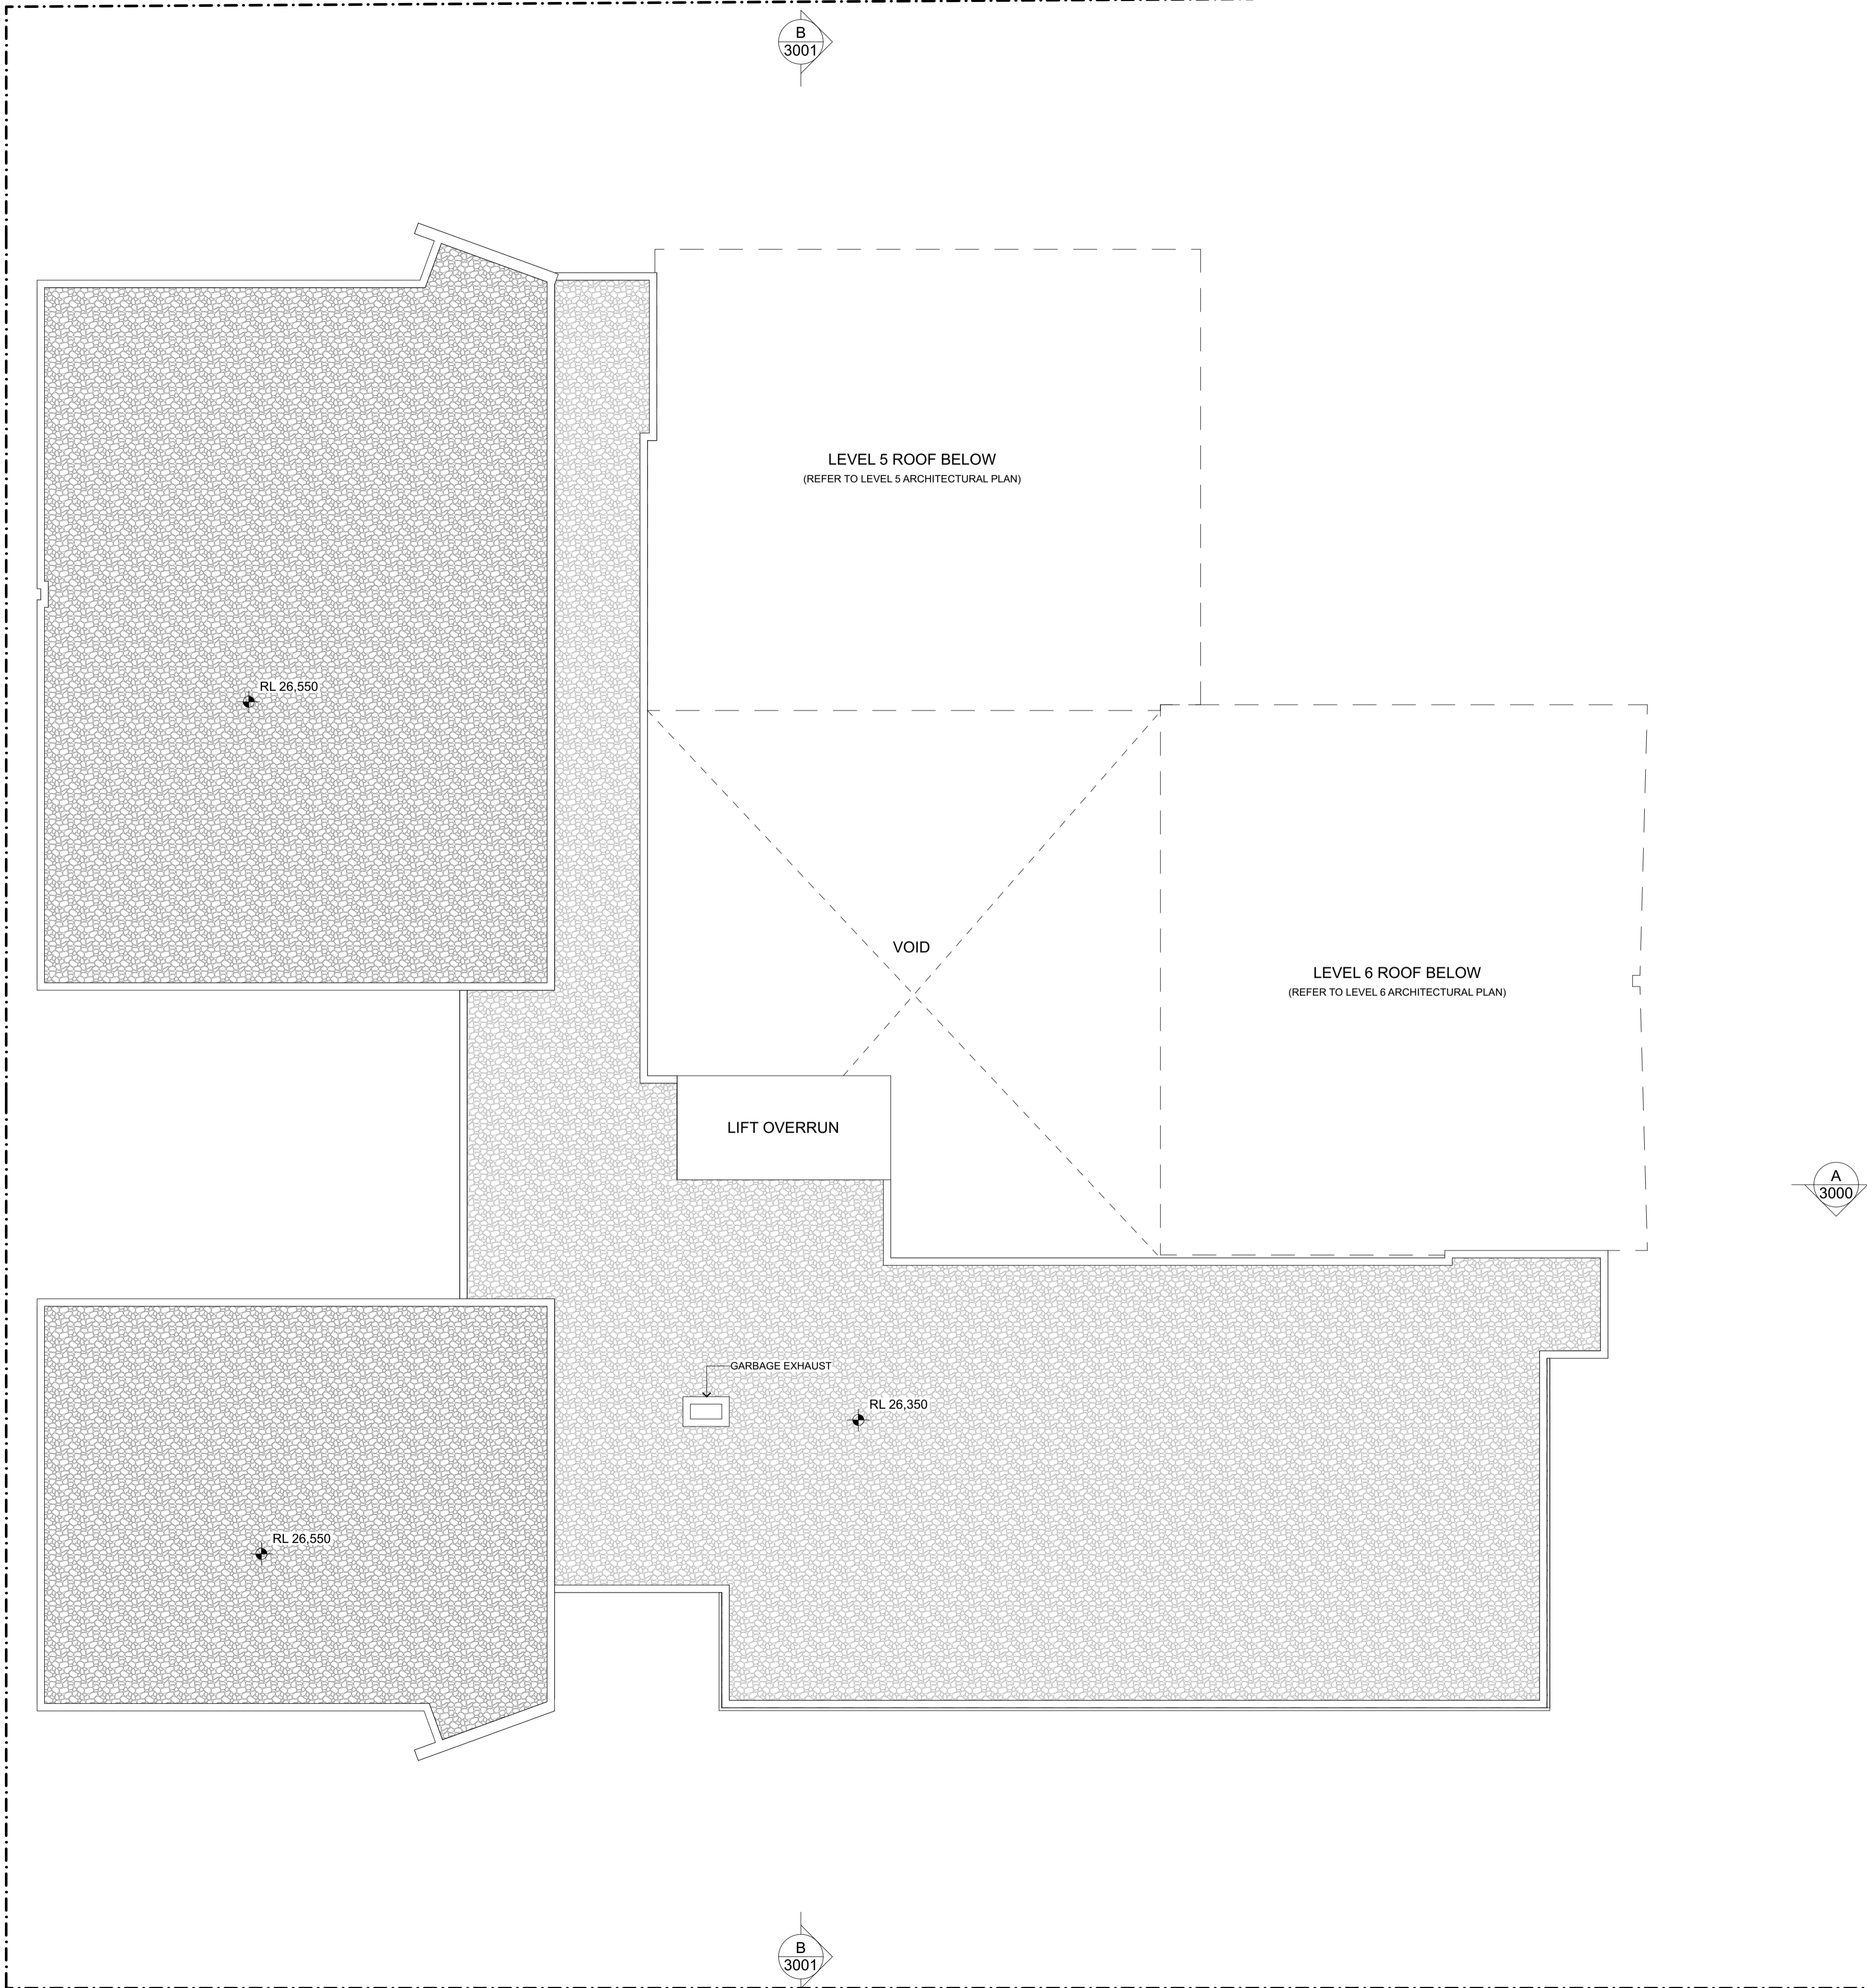 B
3001
LEVEL 5 ROOF BELOW
(REFER TO LEVEL 5 ARCHITECTURAL PLAN)
RL 26,550
VOID
LEVEL 6 ROOF BELOW
(REFER TO LEVEL 6 ARCHITECTURAL PLAN)
LIFT OVERRUN
A
3000
GARBAGE EXHAUST
RL 26,350
RL 26,550
B
3001